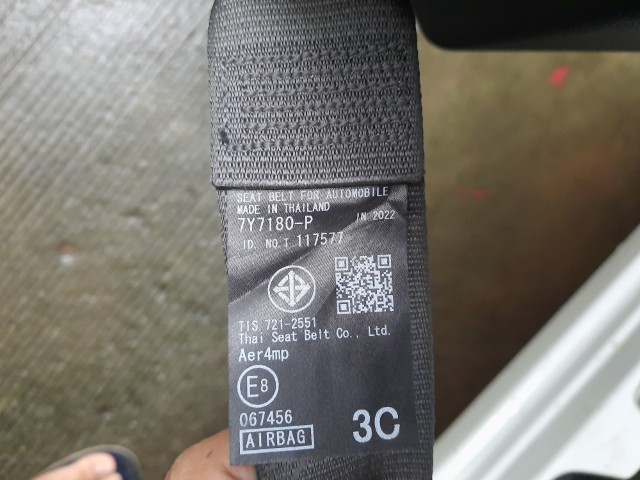 SEAT BELT FOR AUTOMOBILE
MADE IN THAILAND
7Y7180-P IN 2022
ID. NO.T 117577
TIS 721-2551
Thai Seat Belt Co., Ltd.
Aer4mp
E8
067456
AIRBAG 3C